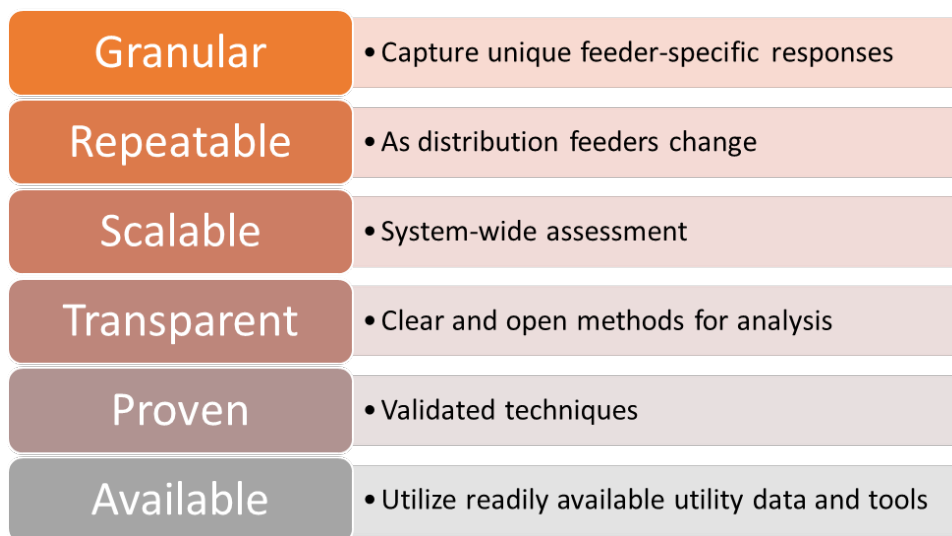 Granular
• Capture unique feeder-specific responses
Repeatable
• As distribution feeders change
Scalable
• System-wide assessment
Transparent
• Clear and open methods for analysis
Proven
• Validated techniques
Available
• Utilize readily available utility data and tools